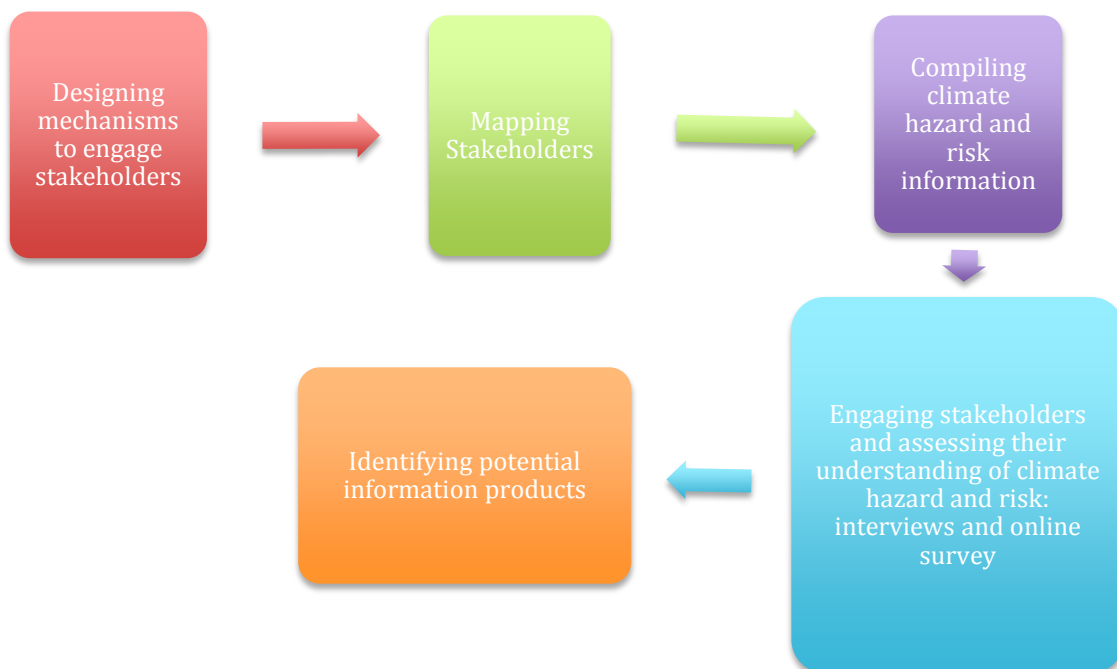 Designing
mechanisms
to engage
stakeholders
Mapping
Stakeholders
Compiling
climate
hazard and
risk
information
Engaging stakeholders
and assessing their
understanding of climate
hazard and risk:
interviews and online
survey
Identifying potential
information products